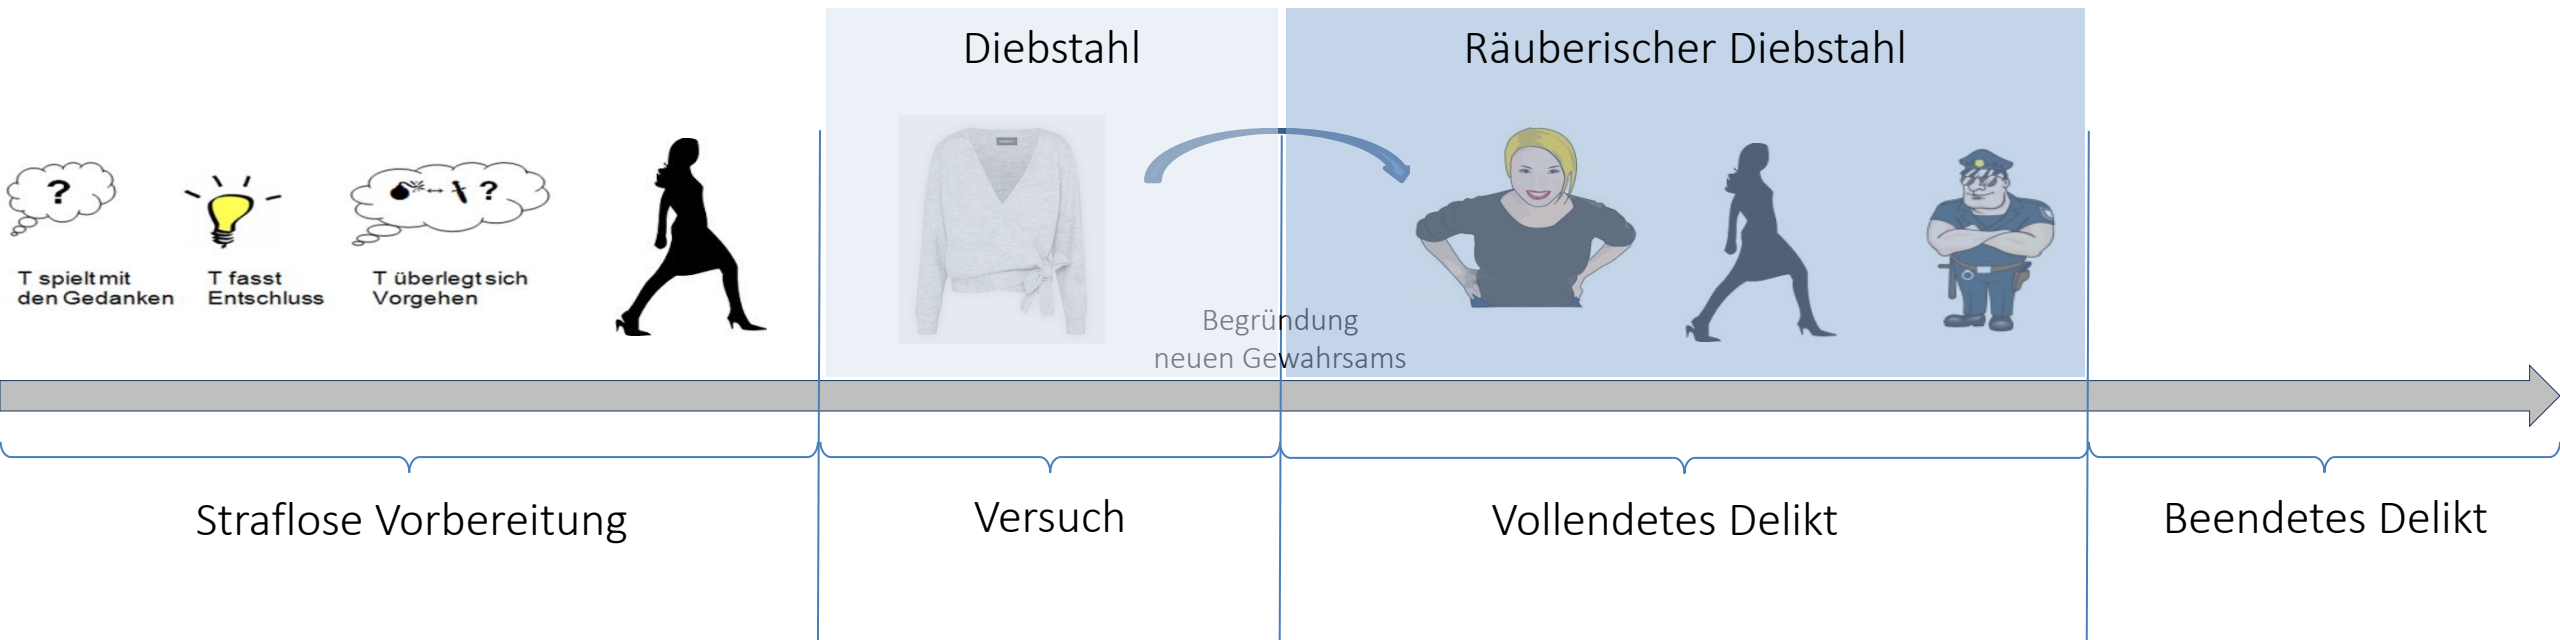 Diebstahl
Räuberischer Diebstahl
?
?
T spielt mit
den Gedanken
T fasst
Entschluss
T überlegt sich
Vorgehen
Begründung
neuen Gewahrsams
Straflose Vorbereitung
Versuch
Vollendetes Delikt
Beendetes Delikt